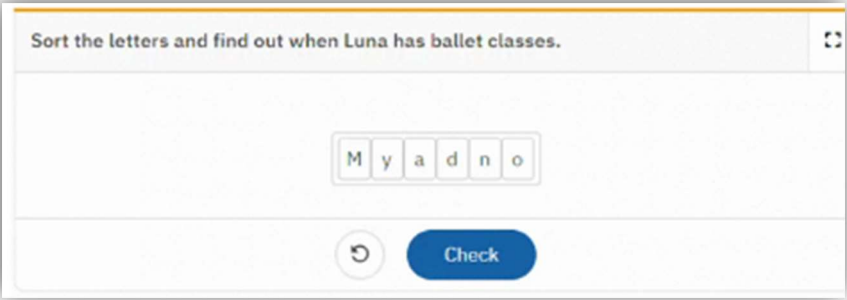 Sort the letters and find out when Luna has ballet classes.
M y a d n o
Check